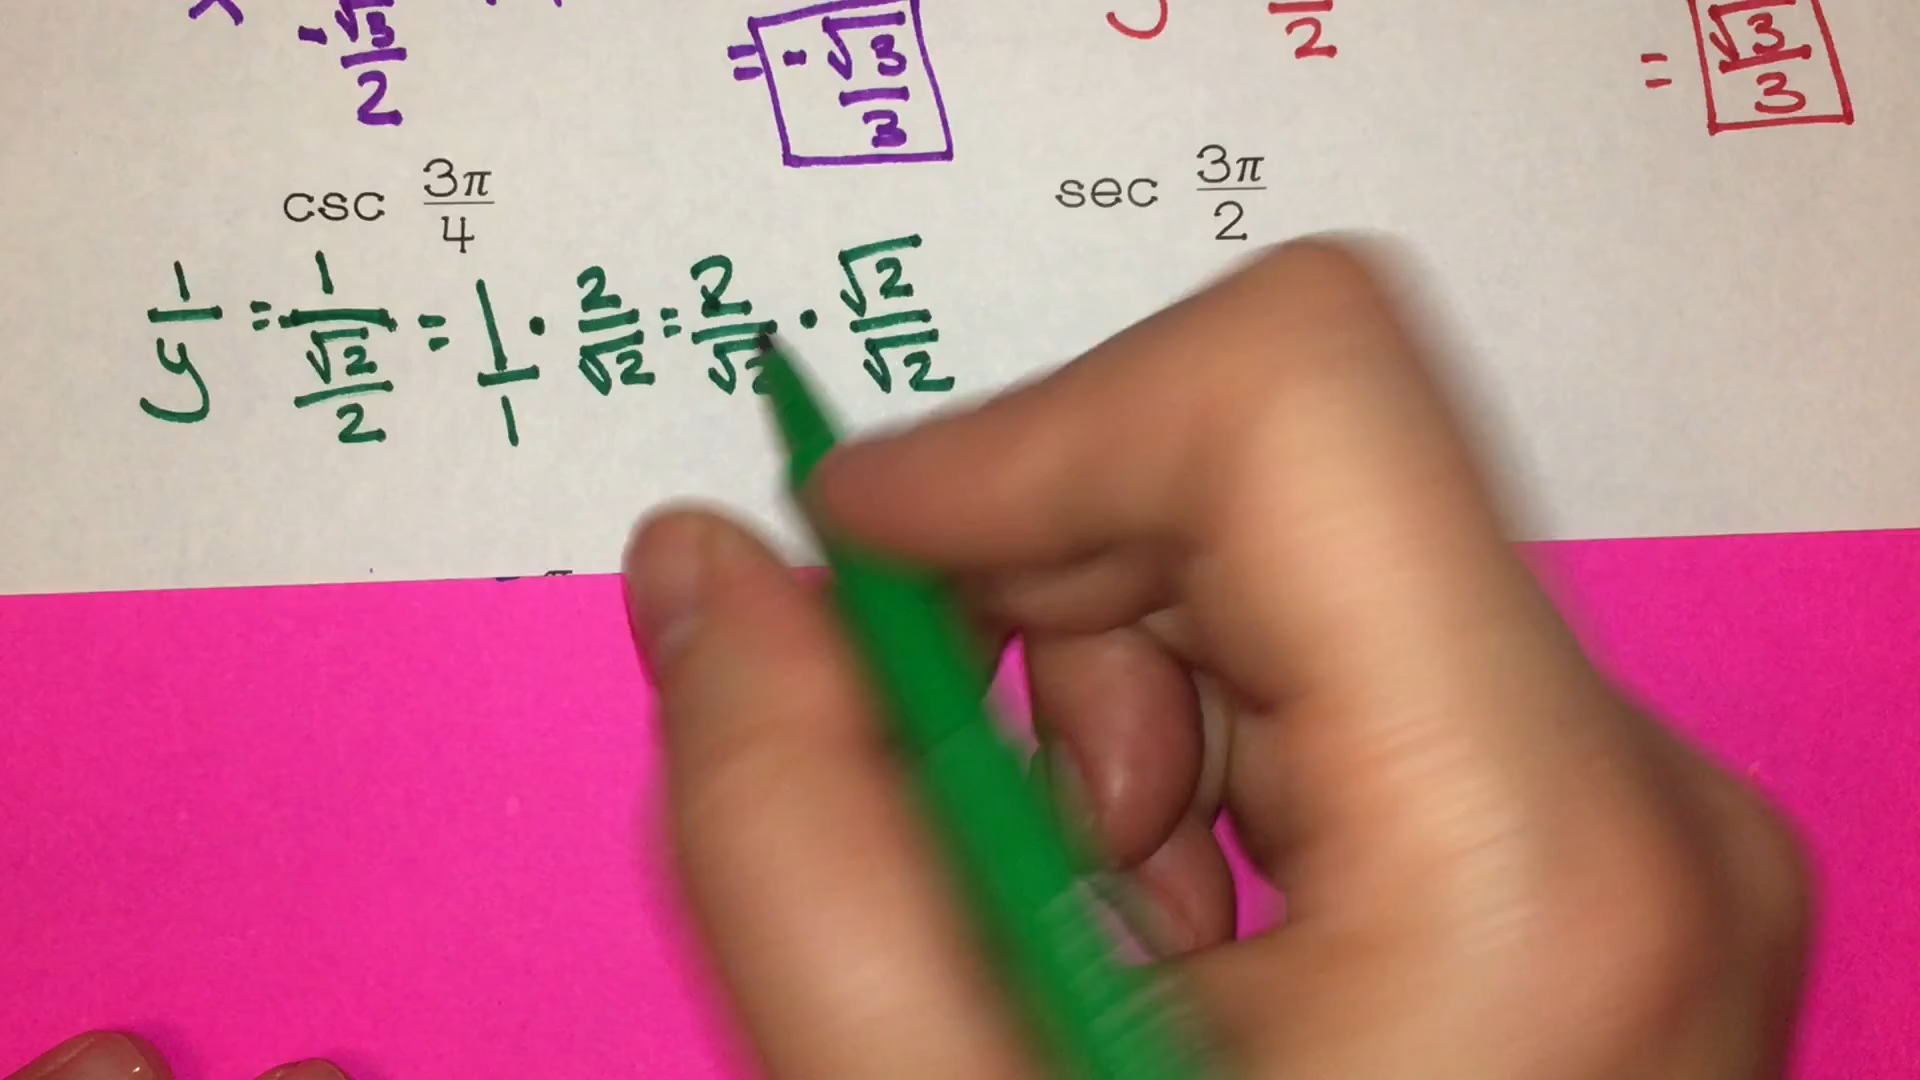 -√3/2
= -√3/3
2
= √3/3
csc 3π/4
sec 3π/2
1/y = 1/(√2/2) = 1/1 · 2/√2 = 2/√2 · √2/√2